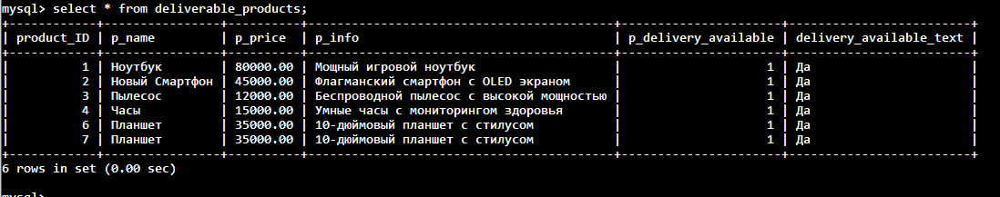 mysql> select * from deliverable_products;
+------------+----------------+----------+------------------------------------------+----------------------+-------------------------+
| product_ID | p_name         | p_price  | p_info                                   | p_delivery_available | delivery_available_text |
+------------+----------------+----------+------------------------------------------+----------------------+-------------------------+
|          1 | Ноутбук        | 80000.00 | Мощный игровой ноутбук                   |                    1 | Да                      |
|          2 | Новый Смартфон | 45000.00 | Флагманский смартфон с OLED экраном      |                    1 | Да                      |
|          3 | Пылесос        | 12000.00 | Беспроводной пылесос с высокой мощностью |                    1 | Да                      |
|          4 | Часы           | 15000.00 | Умные часы с мониторингом здоровья       |                    1 | Да                      |
|          6 | Планшет        | 35000.00 | 10-дюймовый планшет с стилусом           |                    1 | Да                      |
|          7 | Планшет        | 35000.00 | 10-дюймовый планшет с стилусом           |                    1 | Да                      |
+------------+----------------+----------+------------------------------------------+----------------------+-------------------------+
6 rows in set (0.00 sec)
mysql>